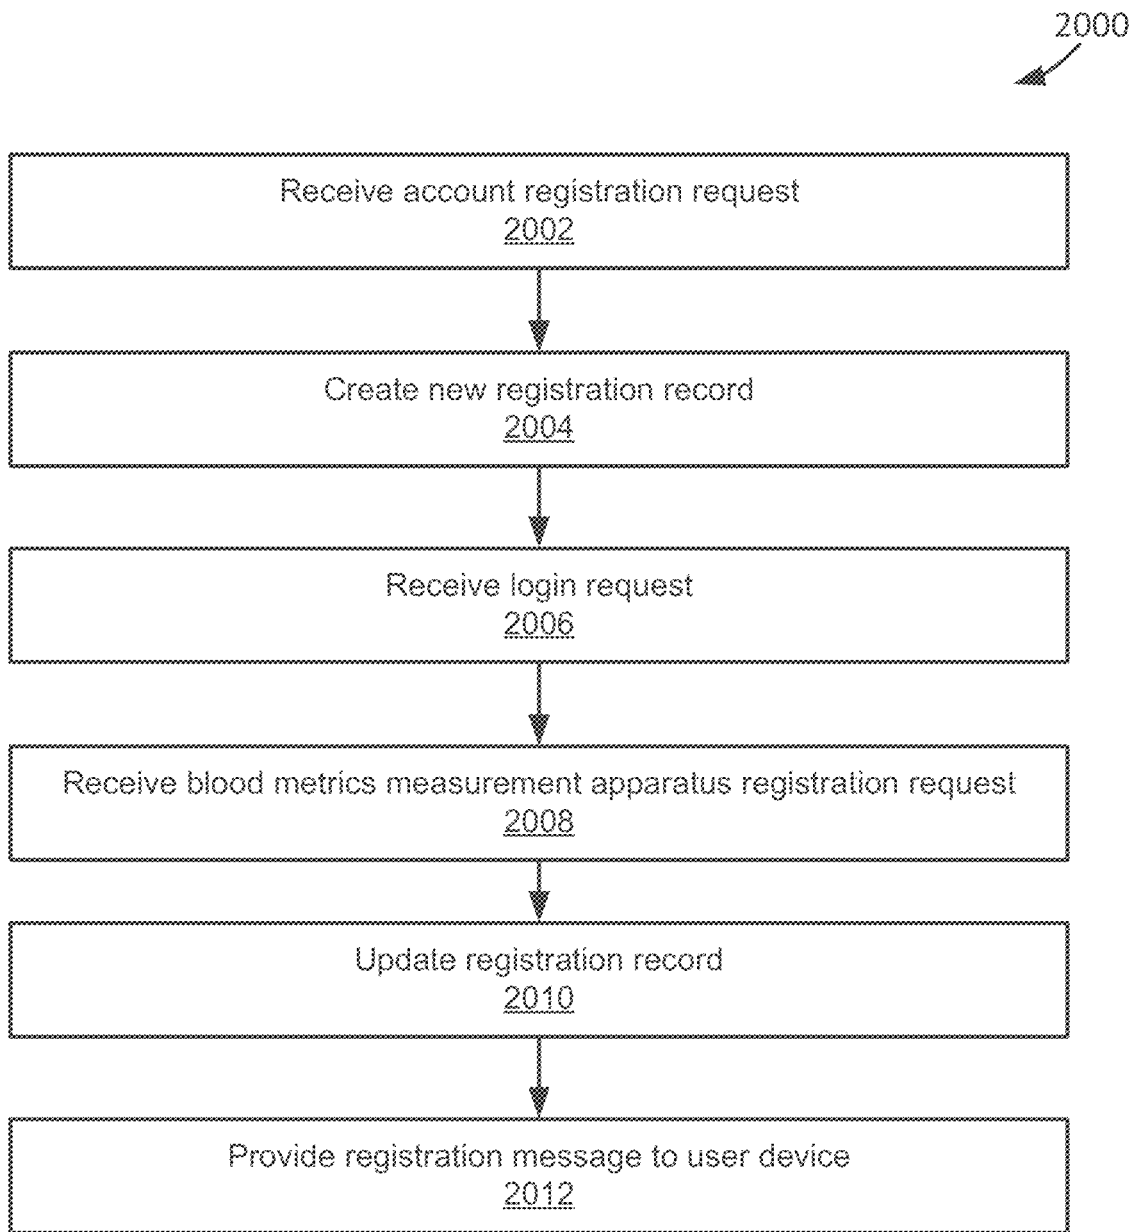 2000
Receive account registration request
2002
Create new registration record
2004
Receive login request
2006
Receive blood metrics measurement apparatus registration request
2008
Update registration record
2010
Provide registration message to user device
2012